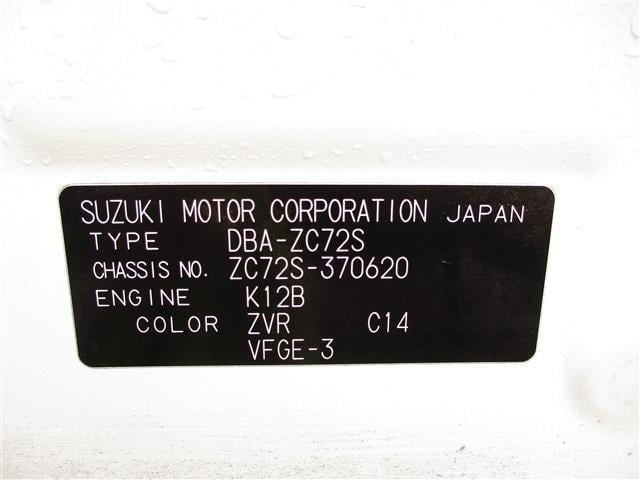 SUZUKI MOTOR CORPORATION JAPAN
TYPE DBA-ZC72S
CHASSIS NO. ZC72S-370620
ENGINE K12B
COLOR ZVR C14
VFGE-3